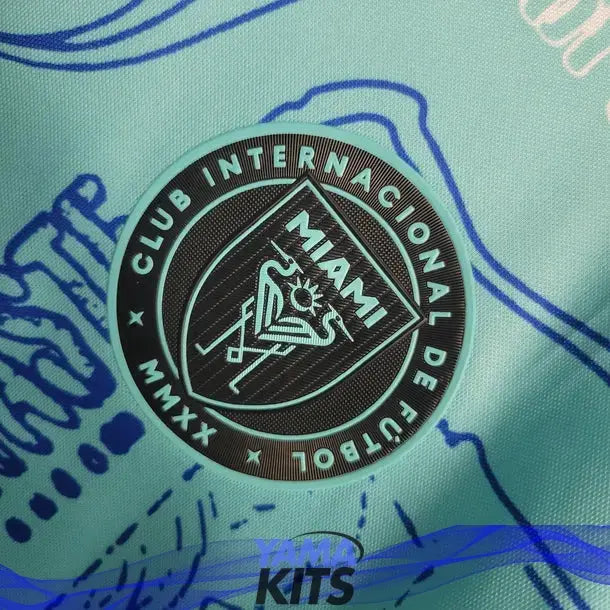 CLUB INTERNACIONAL DE FÚTBOL
MIAMI
MMXX
YAMA
KITS